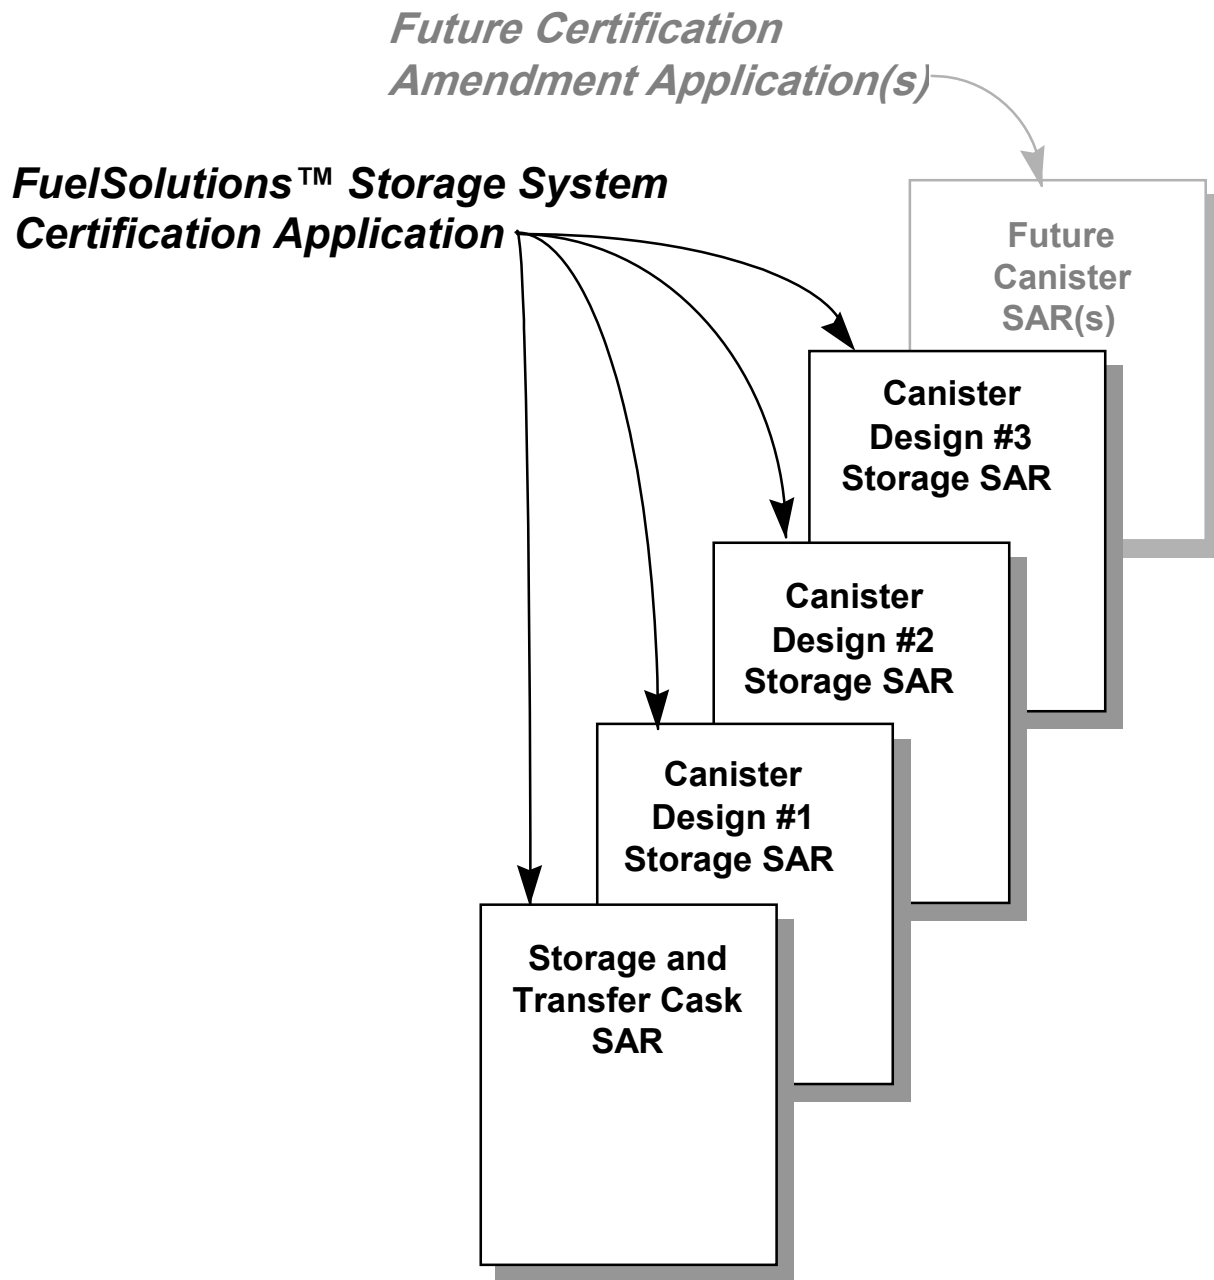 Future Certification
Amendment Application(s)
FuelSolutions™ Storage System
Certification Application
Future
Canister
SAR(s)
Canister
Design #3
Storage SAR
Canister
Design #2
Storage SAR
Canister
Design #1
Storage SAR
Storage and
Transfer Cask
SAR